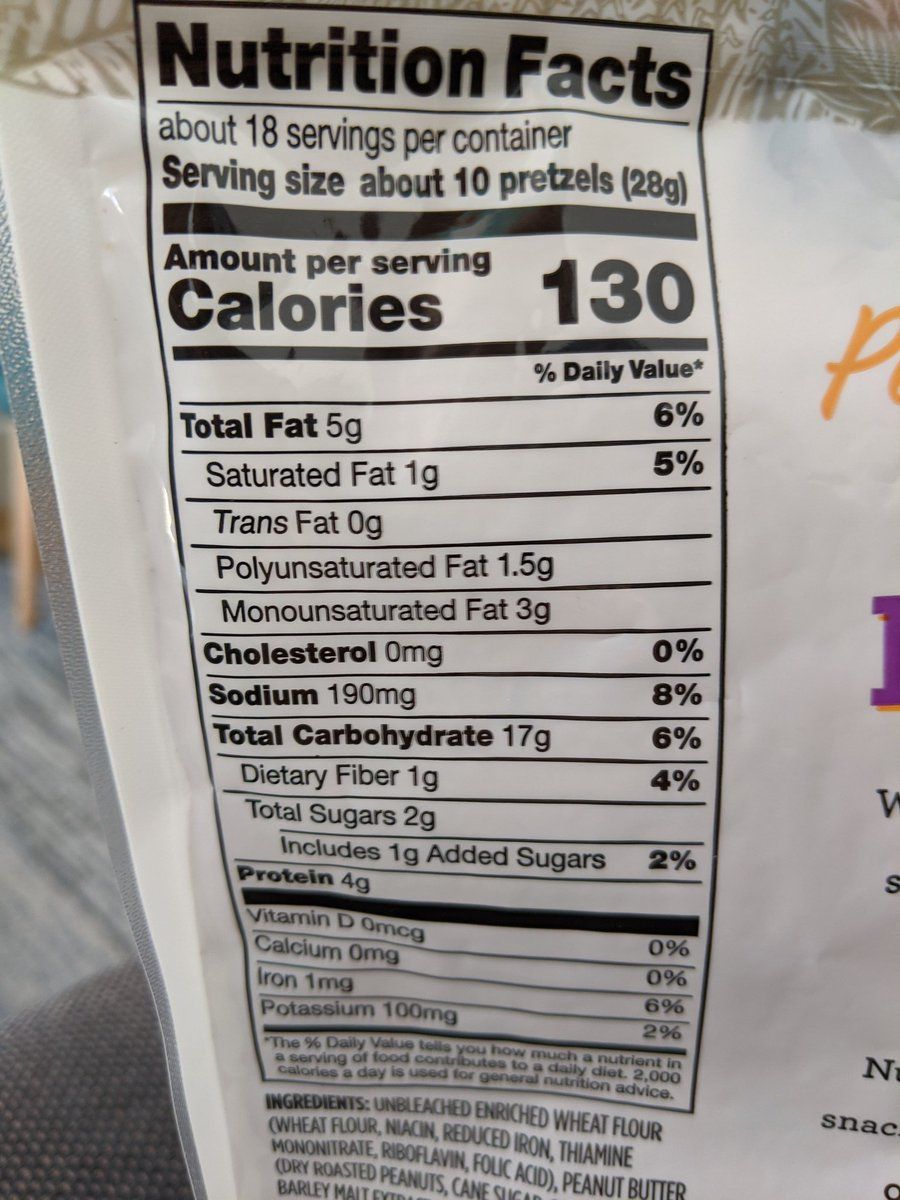 Nutrition Facts
about 18 servings per container
Serving size about 10 pretzels (28g)
Amount per serving
Calories 130
% Daily Value*
Total Fat 5g 6%
Saturated Fat 1g 5%
Trans Fat 0g
Polyunsaturated Fat 1.5g
Monounsaturated Fat 3g
Cholesterol 0mg 0%
Sodium 190mg 8%
Total Carbohydrate 17g 6%
Dietary Fiber 1g 4%
Total Sugars 2g
Includes 1g Added Sugars 2%
Protein 4g
Vitamin D 0mcg 0%
Calcium 0mg 0%
Iron 1mg 6%
Potassium 100mg 2%
*The % Daily Value tells you how much a nutrient in
a serving of food contributes to a daily diet. 2,000
calories a day is used for general nutrition advice.
INGREDIENTS: UNBLEACHED ENRICHED WHEAT FLOUR
(WHEAT FLOUR, NIACIN, REDUCED IRON, THIAMINE
MONONITRATE, RIBOFLAVIN, FOLIC ACID), PEANUT BUTTER
(DRY ROASTED PEANUTS, CANE SUGAR
BARLEY MALT